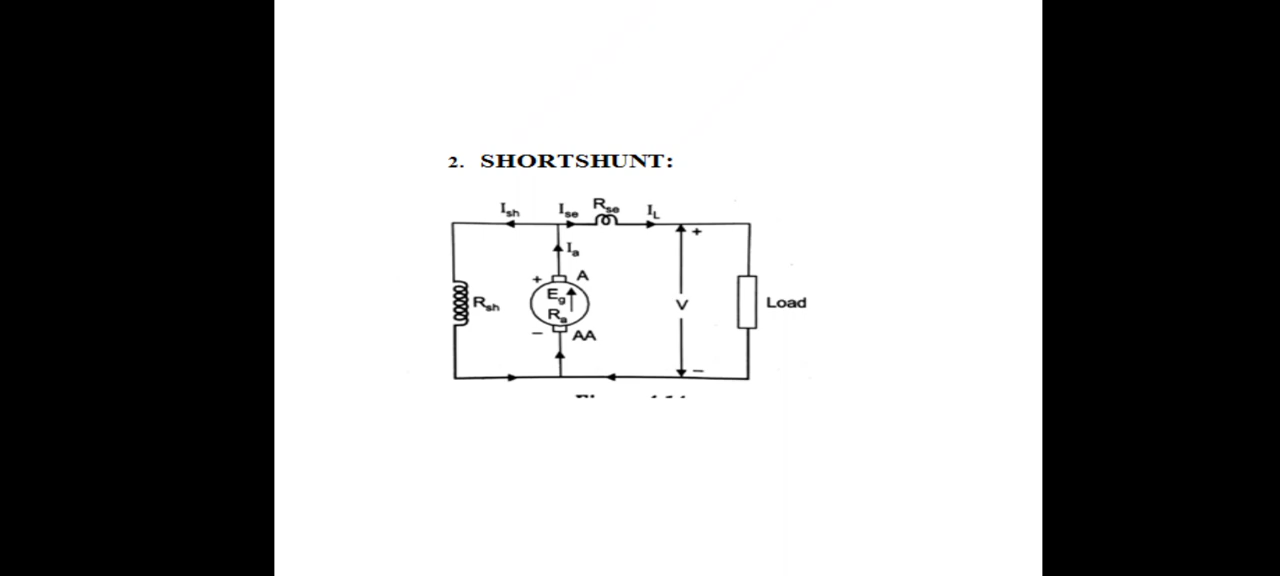 2. SHORTSHUNT:
Ish Ise Rse IL
Ia
+
+ A
Eg
Rsh V Load
Ra
− AA
−